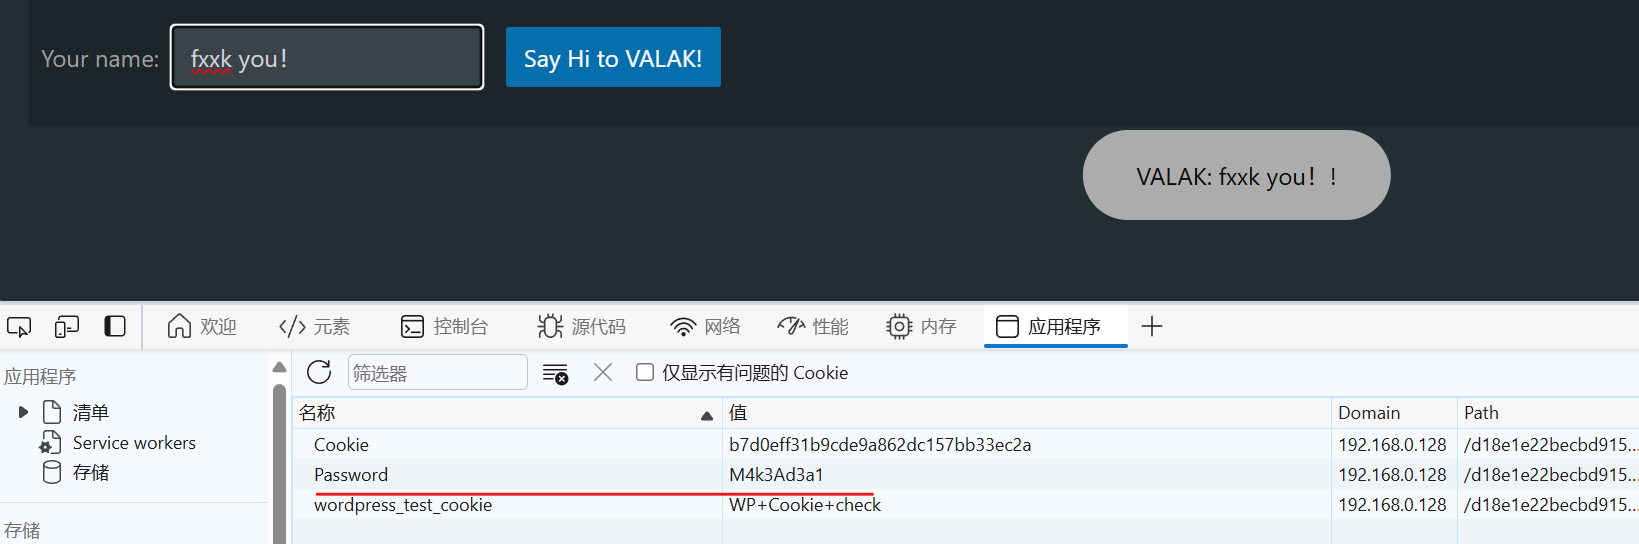 Your name: fxxk you！ Say Hi to VALAK!
VALAK: fxxk you！!
欢迎 元素 控制台 源代码 网络 性能 内存 应用程序
应用程序 筛选器 仅显示有问题的 Cookie
清单 名称 值 Domain Path
Service workers Cookie b7d0eff31b9cde9a862dc157bb33ec2a 192.168.0.128 /d18e1e22becbd915...
存储 Password M4k3Ad3a1 192.168.0.128 /d18e1e22becbd915...
wordpress_test_cookie WP+Cookie+check 192.168.0.128 /d18e1e22becbd915...
存储